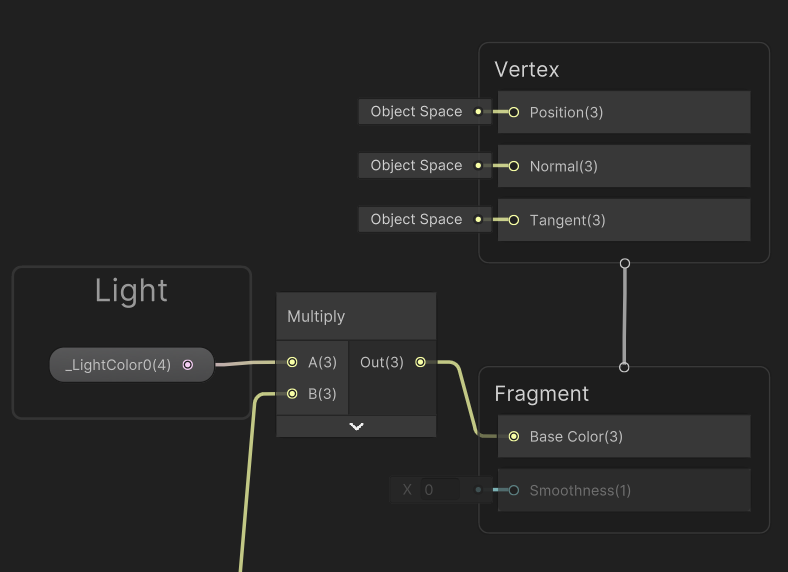 Vertex
Object Space Position(3)
Object Space Normal(3)
Object Space Tangent(3)
Light
_LightColor0(4)
Multiply
A(3) Out(3)
B(3)
Fragment
Base Color(3)
X 0 Smoothness(1)